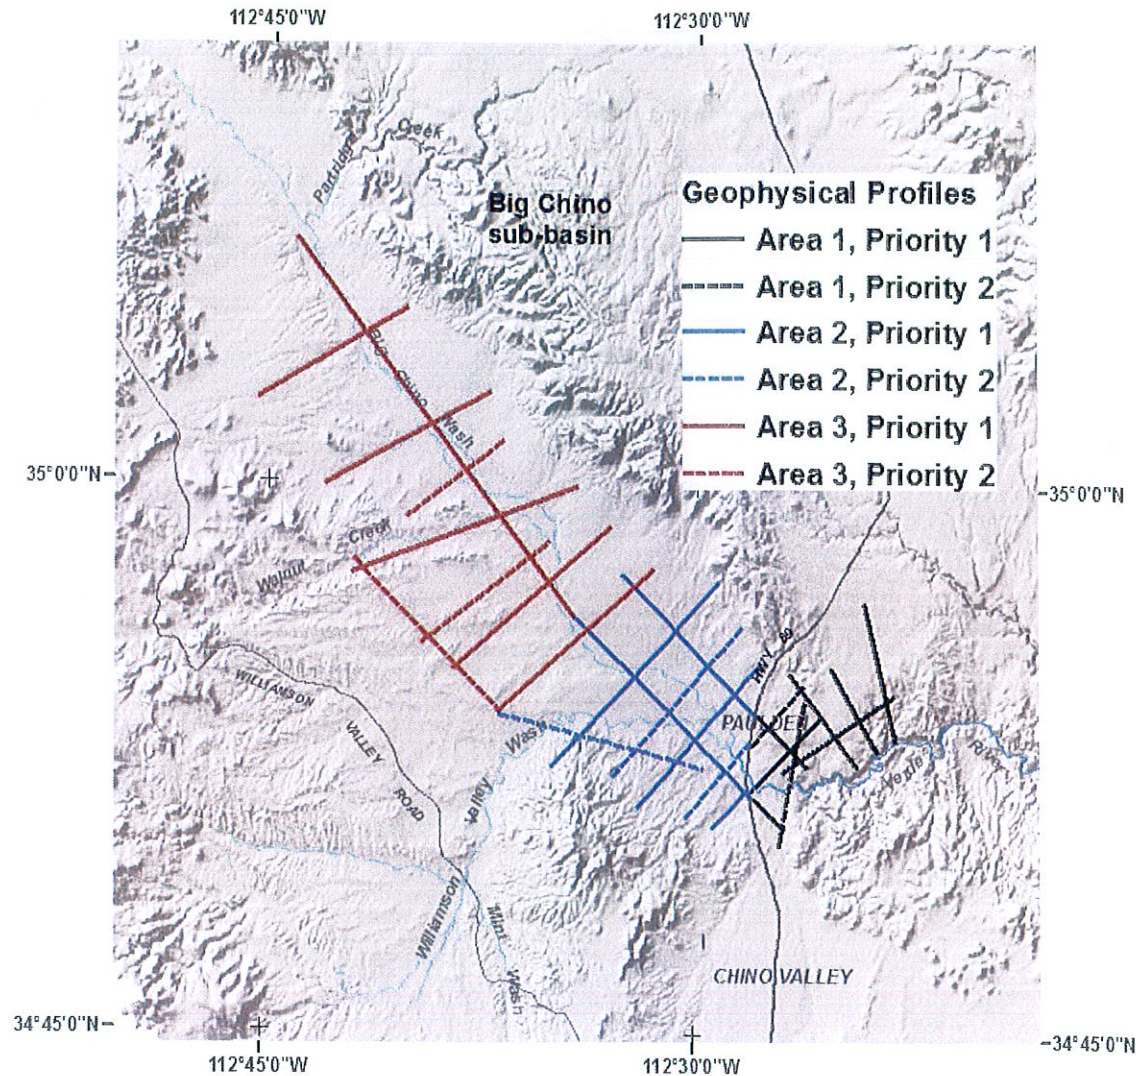 112°45'0"W
112°30'0"W
Partridge
Creek
Big Chino
sub-basin
Geophysical Profiles
Area 1, Priority 1
Area 1, Priority 2
Area 2, Priority 1
Area 2, Priority 2
Area 3, Priority 1
Area 3, Priority 2
Big Chino Wash
35°0'0"N
35°0'0"N
Walnut Creek
HWY 89
WILLIAMSON
VALLEY
ROAD
PAULDEN
Verde
River
Williamson Valley Wash
Mint Wash
CHINO VALLEY
34°45'0"N
34°45'0"N
112°45'0"W
112°30'0"W